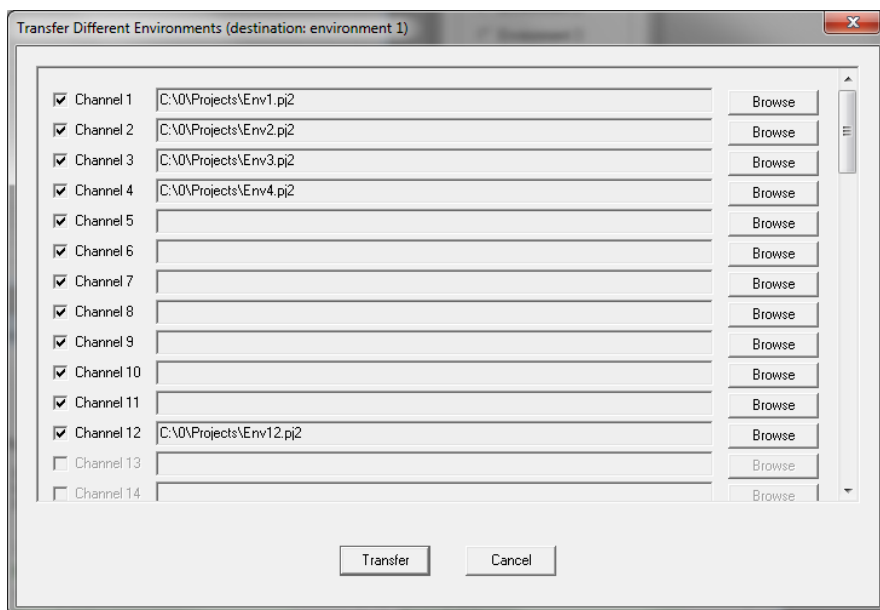 Transfer Different Environments (destination: environment 1)
Channel 1 C:\0\Projects\Env1.pj2 Browse
Channel 2 C:\0\Projects\Env2.pj2 Browse
Channel 3 C:\0\Projects\Env3.pj2 Browse
Channel 4 C:\0\Projects\Env4.pj2 Browse
Channel 5 Browse
Channel 6 Browse
Channel 7 Browse
Channel 8 Browse
Channel 9 Browse
Channel 10 Browse
Channel 11 Browse
Channel 12 C:\0\Projects\Env12.pj2 Browse
Channel 13 Browse
Channel 14 Browse
Transfer Cancel